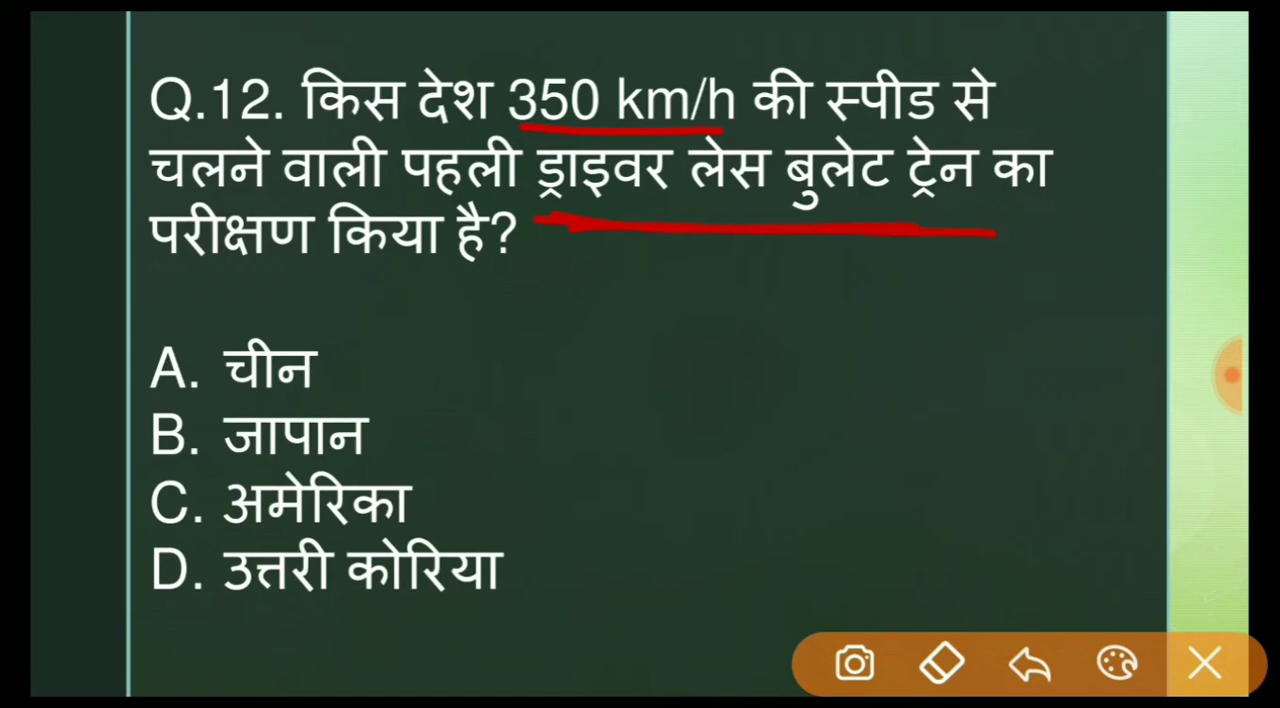 Q.12. किस देश 350 km/h की स्पीड से
चलने वाली पहली ड्राइवर लेस बुलेट ट्रेन का
परीक्षण किया है?
A. चीन
B. जापान
C. अमेरिका
D. उत्तरी कोरिया